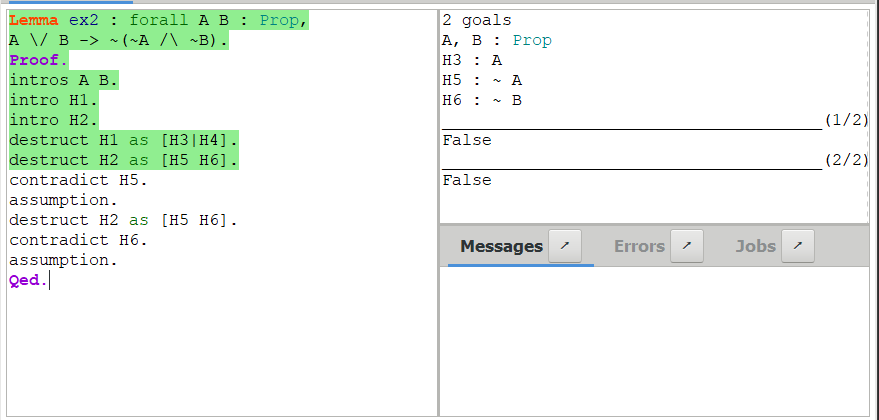 Lemma ex2 : forall A B : Prop,
A \/ B -> ~(~A /\ ~B).
Proof.
intros A B.
intro H1.
intro H2.
destruct H1 as [H3|H4].
destruct H2 as [H5 H6].
contradict H5.
assumption.
destruct H2 as [H5 H6].
contradict H6.
assumption.
Qed.
2 goals
A, B : Prop
H3 : A
H5 : ~ A
H6 : ~ B
(1/2)
False
(2/2)
False
Messages ↗ Errors ↗ Jobs ↗